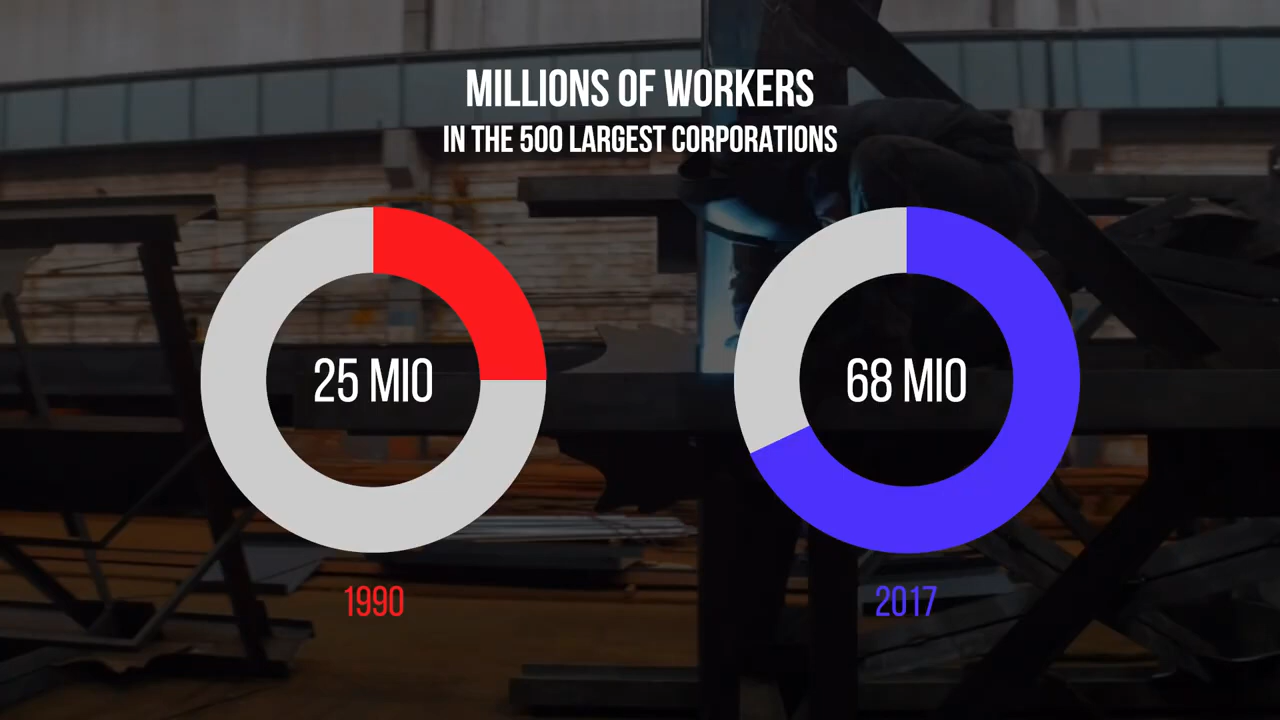 MILLIONS OF WORKERS
IN THE 500 LARGEST CORPORATIONS
25 MIO
68 MIO
1990
2017